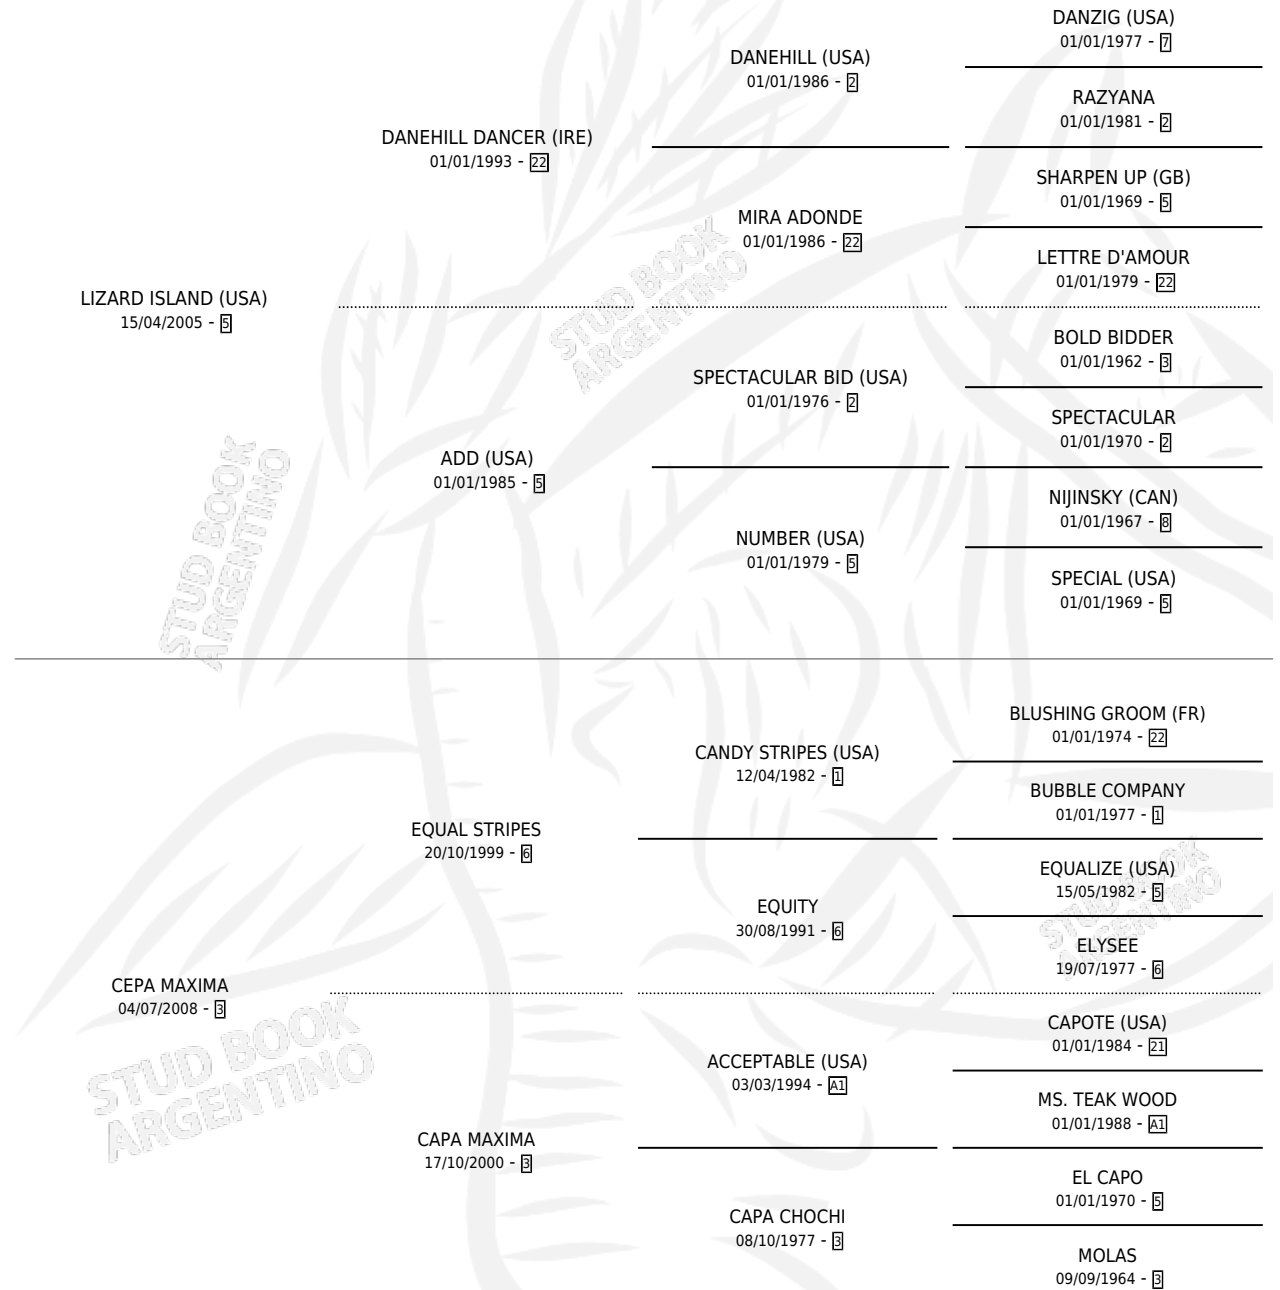 DANZIG (USA)
01/01/1977 - 7
DANEHILL (USA)
01/01/1986 - 2
RAZYANA
01/01/1981 - 2
DANEHILL DANCER (IRE)
01/01/1993 - 22
SHARPEN UP (GB)
01/01/1969 - 5
MIRA ADONDE
01/01/1986 - 22
LETTRE D'AMOUR
01/01/1979 - 22
LIZARD ISLAND (USA)
15/04/2005 - 5
BOLD BIDDER
01/01/1962 - 3
SPECTACULAR BID (USA)
01/01/1976 - 2
SPECTACULAR
01/01/1970 - 2
ADD (USA)
01/01/1985 - 5
NIJINSKY (CAN)
01/01/1967 - 8
NUMBER (USA)
01/01/1979 - 5
SPECIAL (USA)
01/01/1969 - 5
BLUSHING GROOM (FR)
01/01/1974 - 22
CANDY STRIPES (USA)
12/04/1982 - 1
BUBBLE COMPANY
01/01/1977 - 1
EQUAL STRIPES
20/10/1999 - 6
EQUALIZE (USA)
15/05/1982 - 5
EQUITY
30/08/1991 - 6
ELYSEE
19/07/1977 - 6
CEPA MAXIMA
04/07/2008 - 3
CAPOTE (USA)
01/01/1984 - 21
ACCEPTABLE (USA)
03/03/1994 - A1
MS. TEAK WOOD
01/01/1988 - A1
CAPA MAXIMA
17/10/2000 - 3
EL CAPO
01/01/1970 - 5
CAPA CHOCHI
08/10/1977 - 3
MOLAS
09/09/1964 - 3
STUD BOOK
ARGENTINO
STUD BOOK
ARGENTINO
STUD BOOK
ARGENTINO
STUD BOOK
ARGENTINO